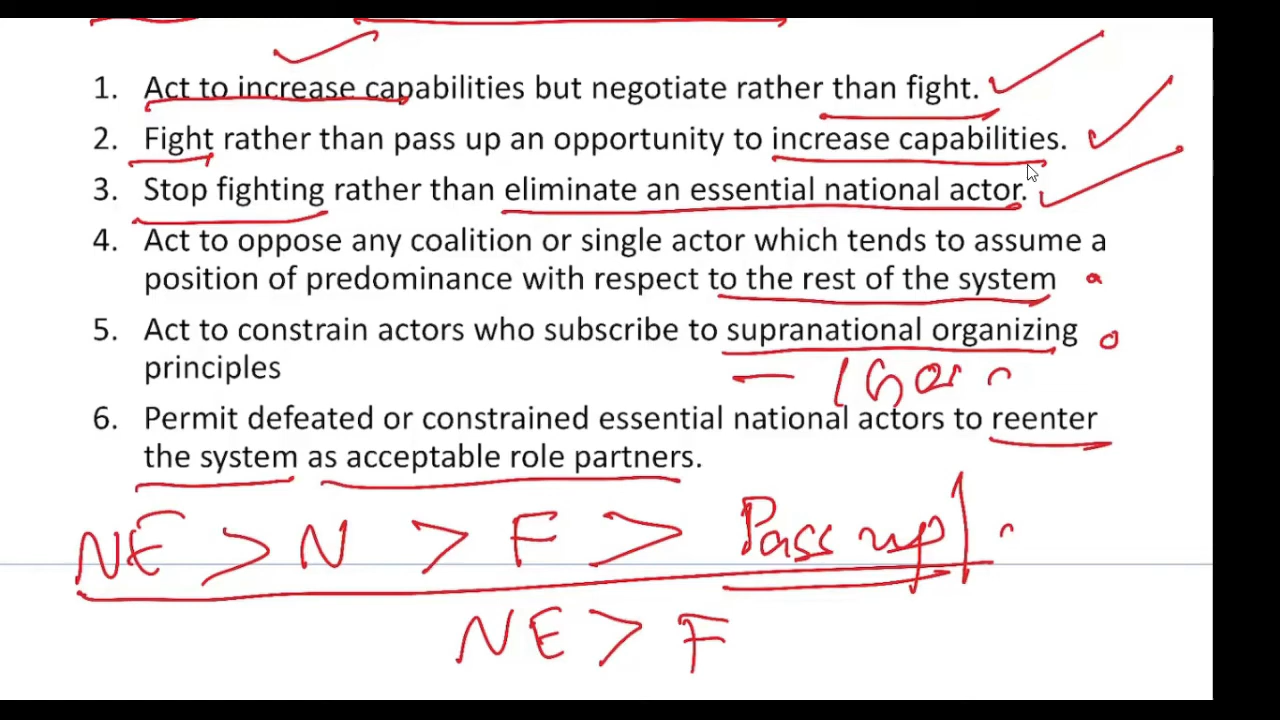 1. Act to increase capabilities but negotiate rather than fight.
2. Fight rather than pass up an opportunity to increase capabilities.
3. Stop fighting rather than eliminate an essential national actor.
4. Act to oppose any coalition or single actor which tends to assume a
position of predominance with respect to the rest of the system
5. Act to constrain actors who subscribe to supranational organizing
principles
6. Permit defeated or constrained essential national actors to reenter
the system as acceptable role partners.
NE > N > F > Pass up
NE > F